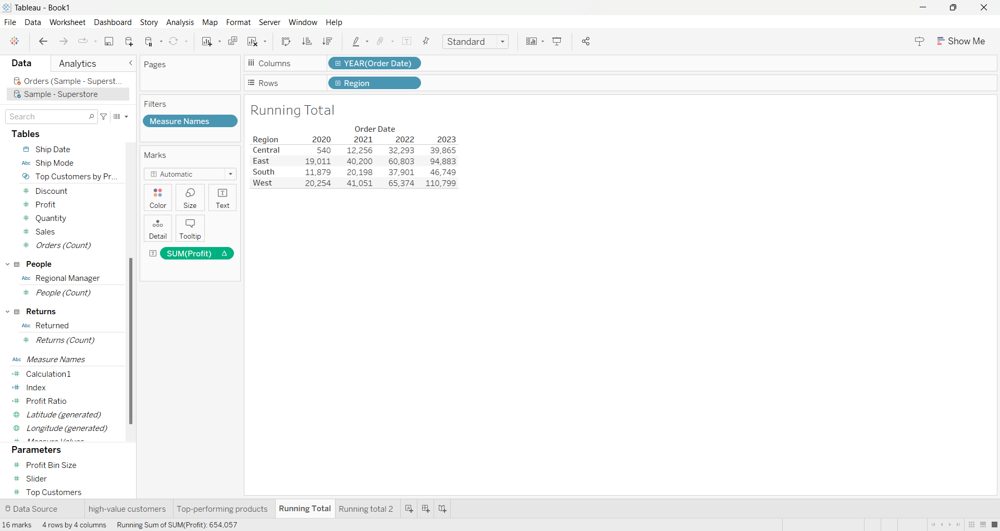 Tableau - Book1
File Data Worksheet Dashboard Story Analysis Map Format Server Window Help
Standard
Show Me
Data
Analytics
Orders (Sample - Superst...
Sample - Superstore
Search
Tables
Ship Date
Abc Ship Mode
Top Customers by Pr...
Discount
Profit
Quantity
Sales
Orders (Count)
People
Abc Regional Manager
People (Count)
Returns
Abc Returned
Returns (Count)
Abc Measure Names
Calculation1
Index
Profit Ratio
Latitude (generated)
Longitude (generated)
Measure Values
Parameters
Profit Bin Size
Slider
Top Customers
Pages
Filters
Measure Names
Marks
Automatic
Color Size Text
Detail Tooltip
SUM(Profit) Δ
Columns YEAR(Order Date)
Rows Region
Running Total
Order Date
Region 2020 2021 2022 2023
Central 540 12,256 32,293 39,865
East 19,011 40,200 60,803 94,883
South 11,879 20,198 37,901 46,749
West 20,254 41,051 65,374 110,799
Data Source high-value customers Top-performing products Running Total Running total 2
16 marks 4 rows by 4 columns Running Sum of SUM(Profit): 654,057